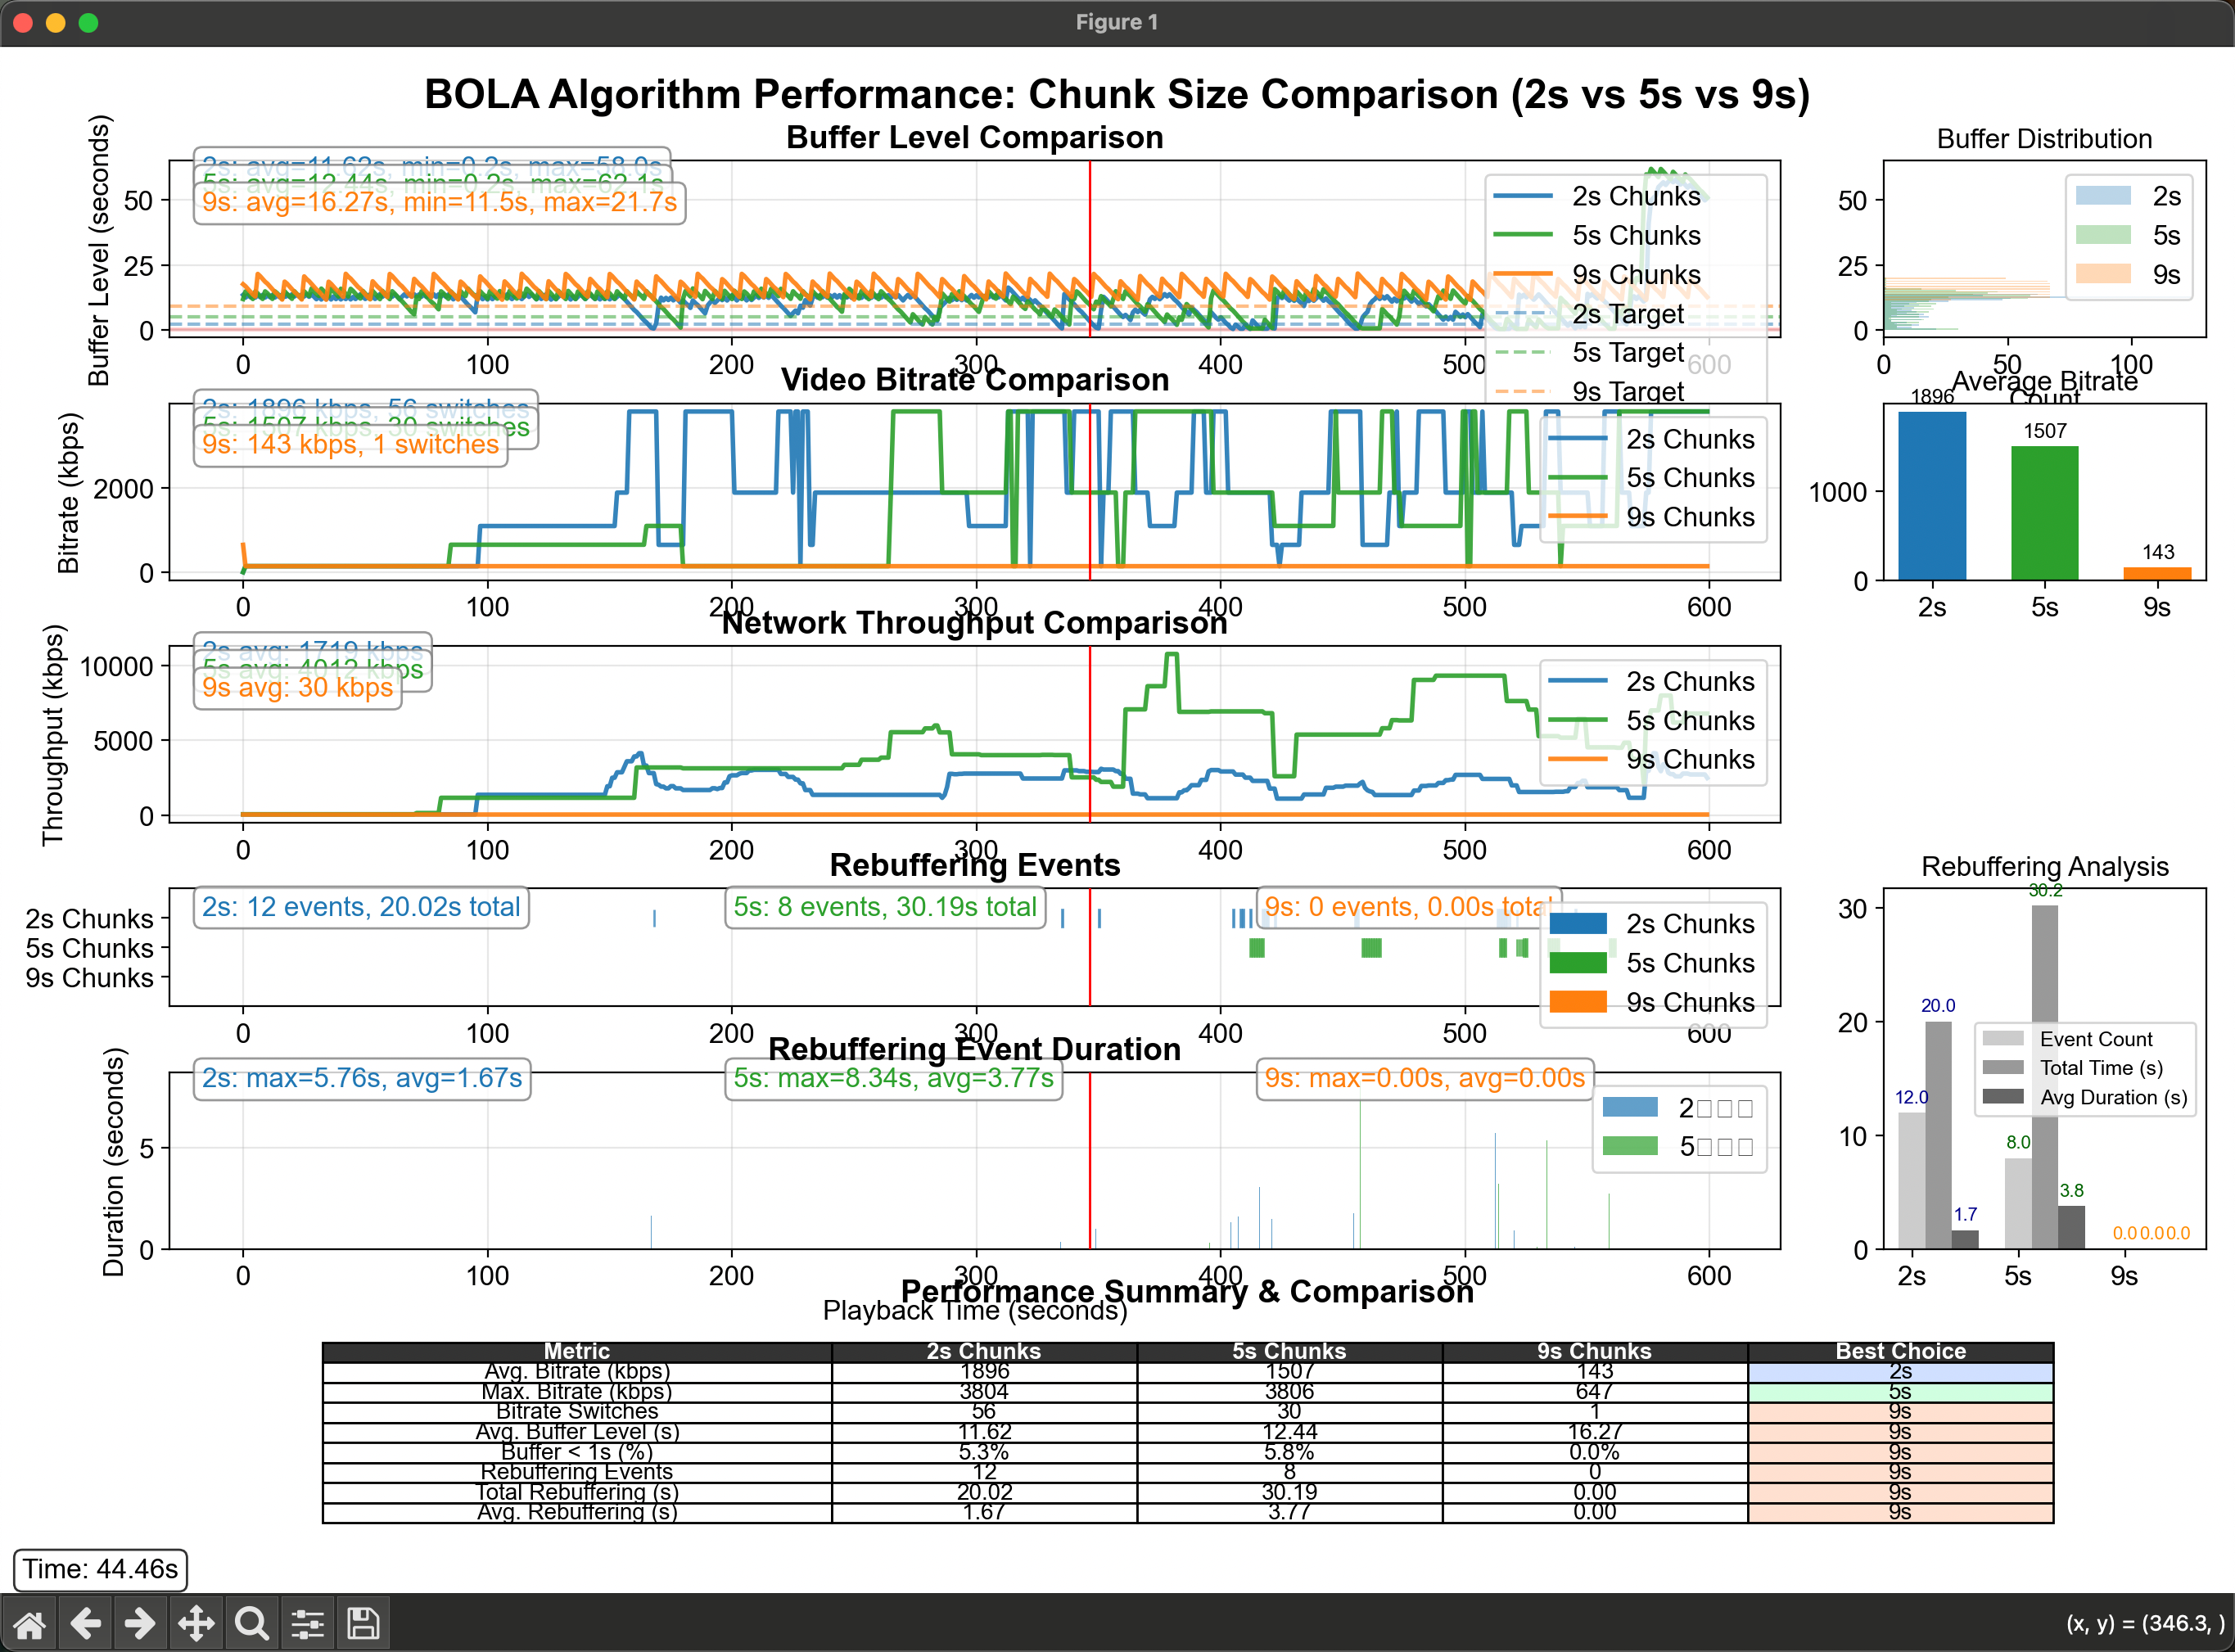 Figure 1
BOLA Algorithm Performance: Chunk Size Comparison (2s vs 5s vs 9s)
Buffer Level Comparison
Buffer Level (seconds)
50
25
0
2s: avg=11.62s, min=0.2s, max=58.0s
5s: avg=12.44s, min=0.2s, max=62.1s
9s: avg=16.27s, min=11.5s, max=21.7s
2s Chunks
5s Chunks
9s Chunks
2s Target
5s Target
9s Target
0 100 200 300 400 500 600
Buffer Distribution
50
25
0
2s
5s
9s
0 50 100
Count
Video Bitrate Comparison
Bitrate (kbps)
2000
0
2s: 1896 kbps, 56 switches
5s: 1507 kbps, 30 switches
9s: 143 kbps, 1 switches
2s Chunks
5s Chunks
9s Chunks
0 100 200 300 400 500 600
Average Bitrate
1896
1507
143
1000
0
2s 5s 9s
Network Throughput Comparison
Throughput (kbps)
10000
5000
0
2s avg: 1719 kbps
5s avg: 4012 kbps
9s avg: 30 kbps
2s Chunks
5s Chunks
9s Chunks
0 100 200 300 400 500 600
Rebuffering Events
2s Chunks
5s Chunks
9s Chunks
2s: 12 events, 20.02s total
5s: 8 events, 30.19s total
9s: 0 events, 0.00s total
2s Chunks
5s Chunks
9s Chunks
0 100 200 300 400 500 600
Rebuffering Event Duration
Duration (seconds)
5
0
2s: max=5.76s, avg=1.67s
5s: max=8.34s, avg=3.77s
9s: max=0.00s, avg=0.00s
2
5
0 100 200 300 400 500 600
Playback Time (seconds)
Rebuffering Analysis
30
20
10
0
12.0
20.0
1.7
8.0
30.2
3.8
0.0 0.0 0.0
Event Count
Total Time (s)
Avg Duration (s)
2s 5s 9s
Performance Summary & Comparison
Metric 2s Chunks 5s Chunks 9s Chunks Best Choice
Avg. Bitrate (kbps) 1896 1507 143 2s
Max. Bitrate (kbps) 3804 3806 647 5s
Bitrate Switches 56 30 1 9s
Avg. Buffer Level (s) 11.62 12.44 16.27 9s
Buffer < 1s (%) 5.3% 5.8% 0.0% 9s
Rebuffering Events 12 8 0 9s
Total Rebuffering (s) 20.02 30.19 0.00 9s
Avg. Rebuffering (s) 1.67 3.77 0.00 9s
Time: 44.46s
(x, y) = (346.3, )